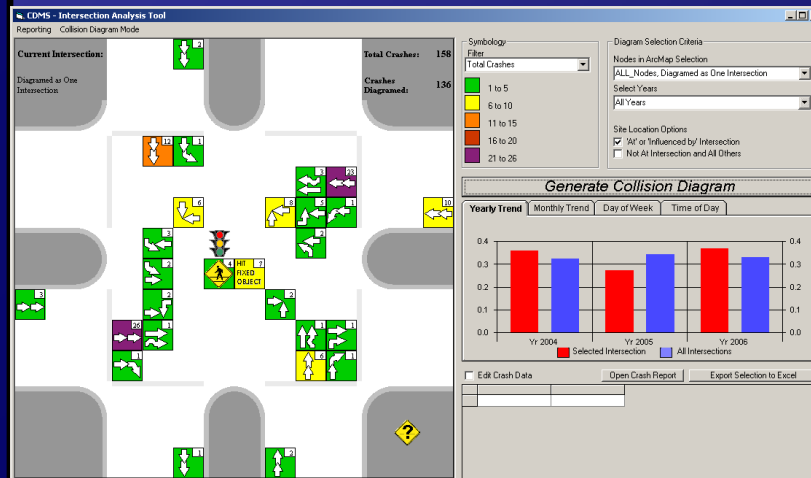 CDMS - Intersection Analysis Tool
Reporting Collision Diagram Mode
Current Intersection:
Diagramed as One
Intersection
Total Crashes: 158
Crashes
Diagramed: 136
2
12 1
3 23
6
8 5 1
10
3
2
4 HIT 7
FIXED
OBJECT
3
2
2
26 1
1 1
1
6 1
?
1
2
Symbology
Filter
Total Crashes
1 to 5
6 to 10
11 to 15
16 to 20
21 to 26
Diagram Selection Criteria
Nodes in ArcMap Selection
ALL_Nodes, Diagramed as One Intersection
Select Years
All Years
Site Location Options
'At' or 'Influenced by' Intersection
Not At Intersection and All Others
Generate Collision Diagram
Yearly Trend Monthly Trend Day of Week Time of Day
0.4 0.4
0.3 0.3
0.2 0.2
0.1 0.1
0.0 0.0
Yr 2004 Yr 2005 Yr 2006
Selected Intersection All Intersections
Edit Crash Data Open Crash Report Export Selection to Excel